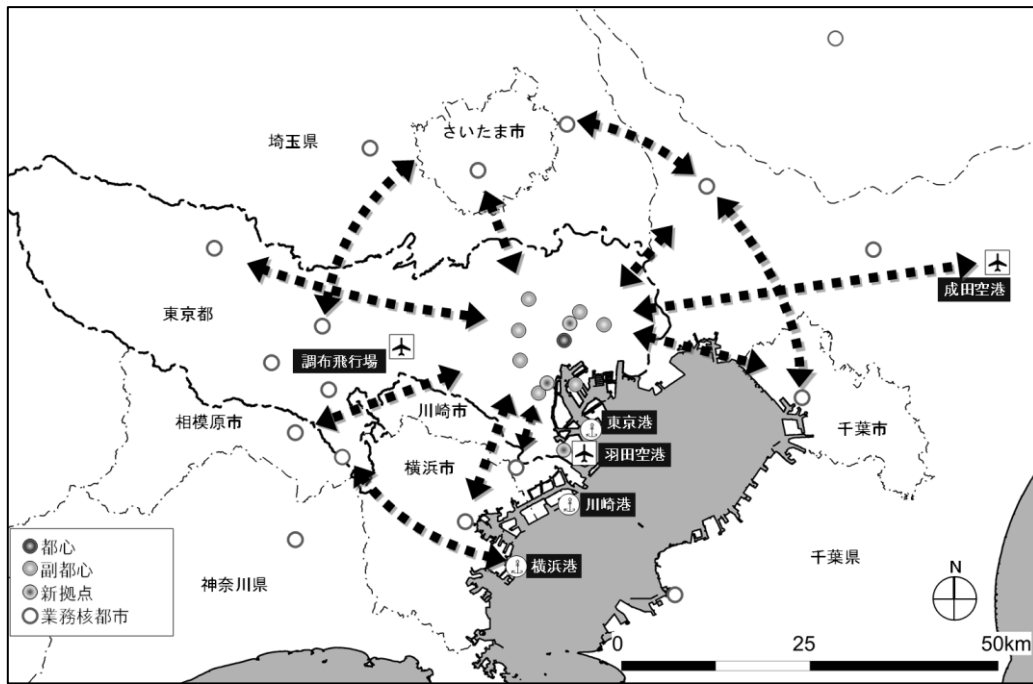 埼玉県
さいたま市
東京都
成田空港
調布飛行場
相模原市
川崎市
横浜市
東京港
羽田空港
千葉市
川崎港
横浜港
千葉県
神奈川県
都心
副都心
新拠点
業務核都市
N
0 25 50km